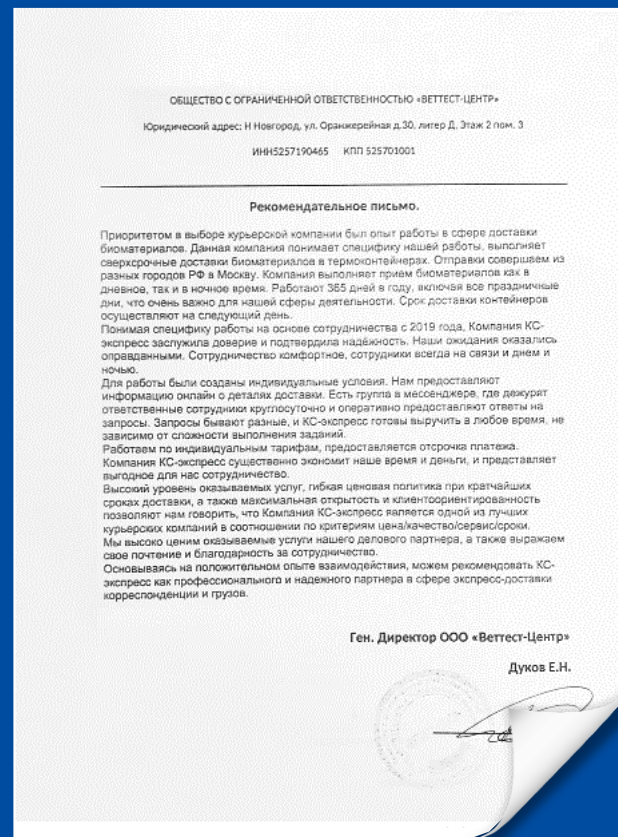 ОБЩЕСТВО С ОГРАНИЧЕННОЙ ОТВЕТСТВЕННОСТЬЮ «ВЕТТЕСТ-ЦЕНТР»
Юридический адрес: Н Новгород, ул. Оранжерейная д.30, литер Д, Этаж 2 пом. 3
ИНН5257190465 КПП 525701001
Рекомендательное письмо.
Приоритетом в выборе курьерской компании был опыт работы в сфере доставки
биоматериалов. Данная компания понимает специфику нашей работы, выполняет
сверхсрочные доставки биоматериалов в термоконтейнерах. Отправки совершаем из
разных городов РФ в Москву. Компания выполняет прием биоматериалов как в
дневное, так и в ночное время. Работают 365 дней в году, включая все праздничные
дни, что очень важно для нашей сферы деятельности. Срок доставки контейнеров
осуществляют на следующий день.
Понимая специфику работы на основе сотрудничества с 2019 года, Компания КС-
экспресс заслужила доверие и подтвердила надёжность. Наши ожидания оказались
оправданными. Сотрудничество комфортное, сотрудники всегда на связи и днем и
ночью.
Для работы были созданы индивидуальные условия. Нам предоставляют
информацию онлайн о деталях доставки. Есть группа в мессенджере, где дежурят
ответственные сотрудники круглосуточно и оперативно предоставляют ответы на
запросы. Запросы бывают разные, и КС-экспресс готовы выручить в любое время, не
зависимо от сложности выполнения заданий.
Работаем по индивидуальным тарифам, предоставляется отсрочка платежа.
Компания КС-экспресс существенно экономит наше время и деньги, и представляет
выгодное для нас сотрудничество.
Высокий уровень оказываемых услуг, гибкая ценовая политика при кратчайших
сроках доставки, а также максимальная открытость и клиентоориентированность
позволяют нам говорить, что Компания КС-экспресс является одной из лучших
курьерских компаний в соотношении по критериям цена/качество/сервис/сроки.
Мы высоко ценим оказываемые услуги нашего делового партнера, а также выражаем
свое почтение и благодарность за сотрудничество.
Основываясь на положительном опыте взаимодействия, можем рекомендовать КС-
экспресс как профессионального и надежного партнера в сфере экспресс-доставки
корреспонденции и грузов.
Ген. Директор ООО «Веттест-Центр»
Дуков Е.Н.